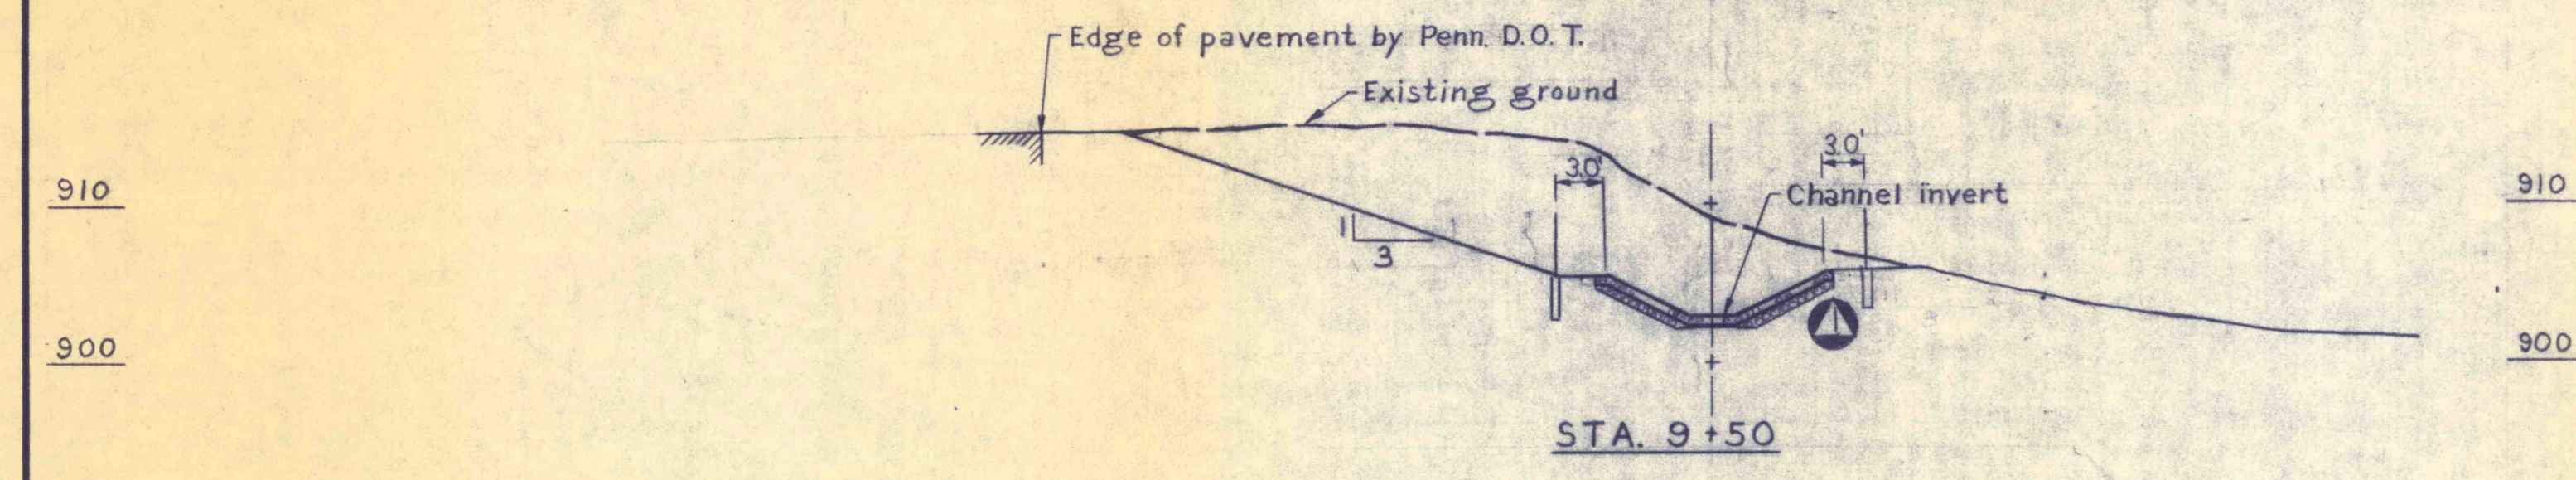 Edge of pavement by Penn. D.O.T.
Existing ground
3.0'
3.0'
910
Channel invert
910
1
3
900
1
900
STA. 9+50